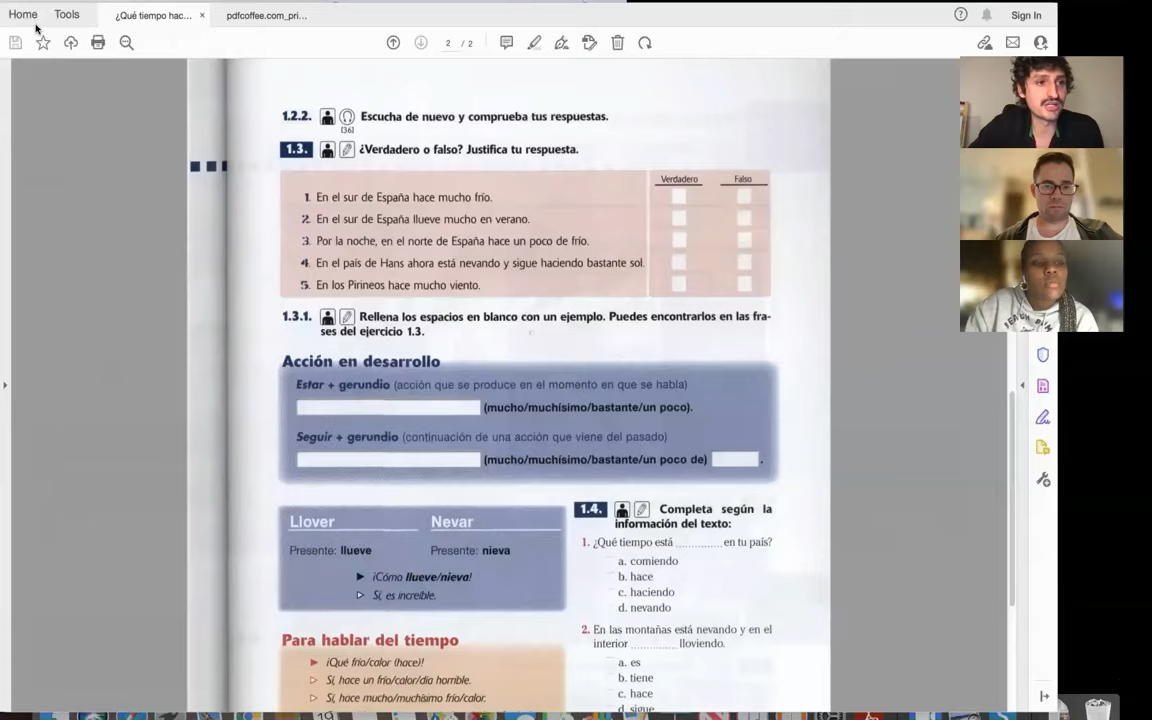 Home
Tools
¿Qué tiempo hac...
×
pdfcoffee.com_pri...
Sign In
2 / 2
1.2.2. Escucha de nuevo y comprueba tus respuestas.
[36]
1.3. ¿Verdadero o falso? Justifica tu respuesta.
Verdadero
Falso
1. En el sur de España hace mucho frío.
2. En el sur de España llueve mucho en verano.
3. Por la noche, en el norte de España hace un poco de frío.
4. En el país de Hans ahora está nevando y sigue haciendo bastante sol.
5. En los Pirineos hace mucho viento.
1.3.1. Rellena los espacios en blanco con un ejemplo. Puedes encontrarlos en las fra-
ses del ejercicio 1.3.
Acción en desarrollo
Estar + gerundio (acción que se produce en el momento en que se habla)
(mucho/muchísimo/bastante/un poco).
Seguir + gerundio (continuación de una acción que viene del pasado)
(mucho/muchísimo/bastante/un poco de) .
Llover
Nevar
Presente: llueve
Presente: nieva
¡Cómo llueve/nieva!
Sí, es increíble.
Para hablar del tiempo
¡Qué frío/calor (hace)!
Sí, hace un frío/calor/día horrible.
Sí, hace mucho/muchísimo frío/calor.
1.4. Completa según la
información del texto:
1. ¿Qué tiempo está .............. en tu país?
a. comiendo
b. hace
c. haciendo
d. nevando
2. En las montañas está nevando y en el
interior .............. lloviendo.
a. es
b. tiene
c. hace
d. sigue
19